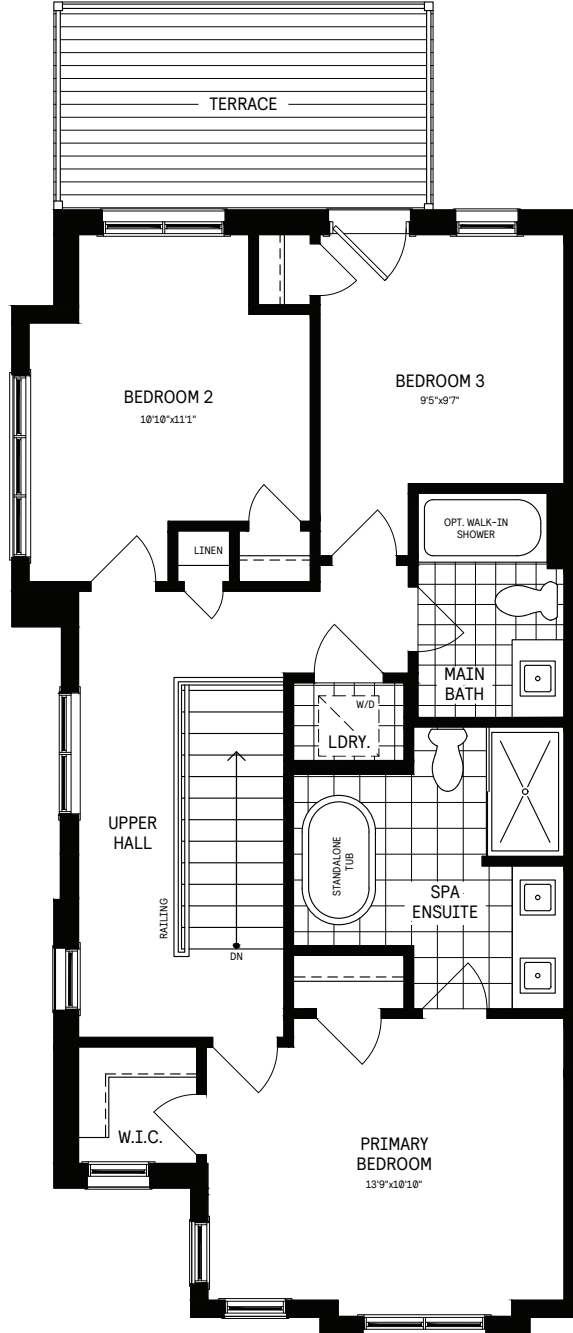 TERRACE
BEDROOM 2
10'10"x11'1"
BEDROOM 3
9'5"x9'7"
LINEN
OPT. WALK-IN
SHOWER
MAIN
BATH
W/D
LDRY.
UPPER
HALL
RAILING
DN
STANDALONE
TUB
SPA
ENSUITE
W.I.C.
PRIMARY
BEDROOM
13'9"x10'10"